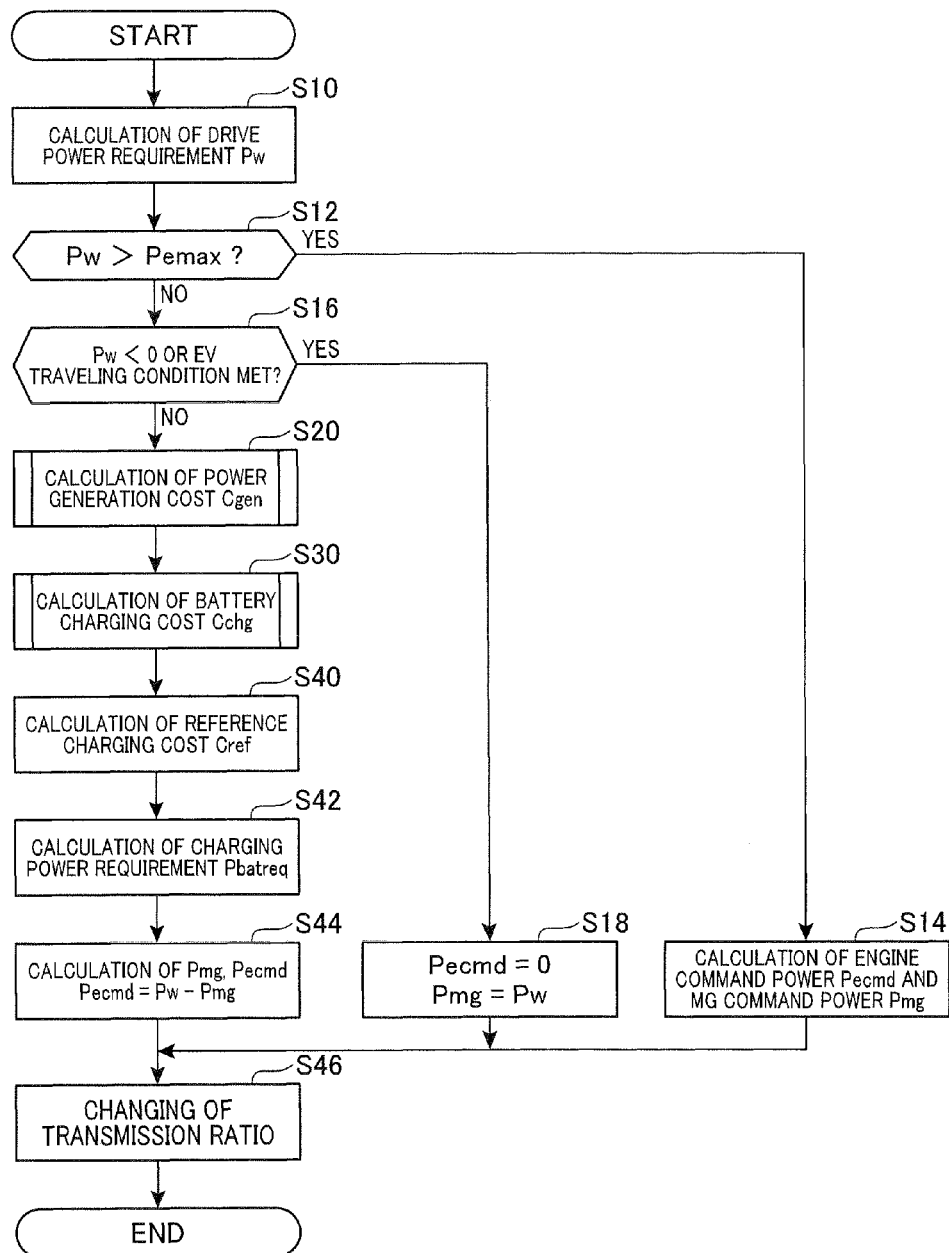 START
S10
CALCULATION OF DRIVE
POWER REQUIREMENT Pw
S12
Pw > Pemax ?
YES
NO
S16
Pw < 0 OR EV
TRAVELING CONDITION MET?
YES
NO
S20
CALCULATION OF POWER
GENERATION COST Cgen
S30
CALCULATION OF BATTERY
CHARGING COST Cchg
S40
CALCULATION OF REFERENCE
CHARGING COST Cref
S42
CALCULATION OF CHARGING
POWER REQUIREMENT Pbatreq
S44
CALCULATION OF Pmg, Pecmd
Pecmd = Pw − Pmg
S18
Pecmd = 0
Pmg = Pw
S14
CALCULATION OF ENGINE
COMMAND POWER Pecmd AND
MG COMMAND POWER Pmg
S46
CHANGING OF
TRANSMISSION RATIO
END